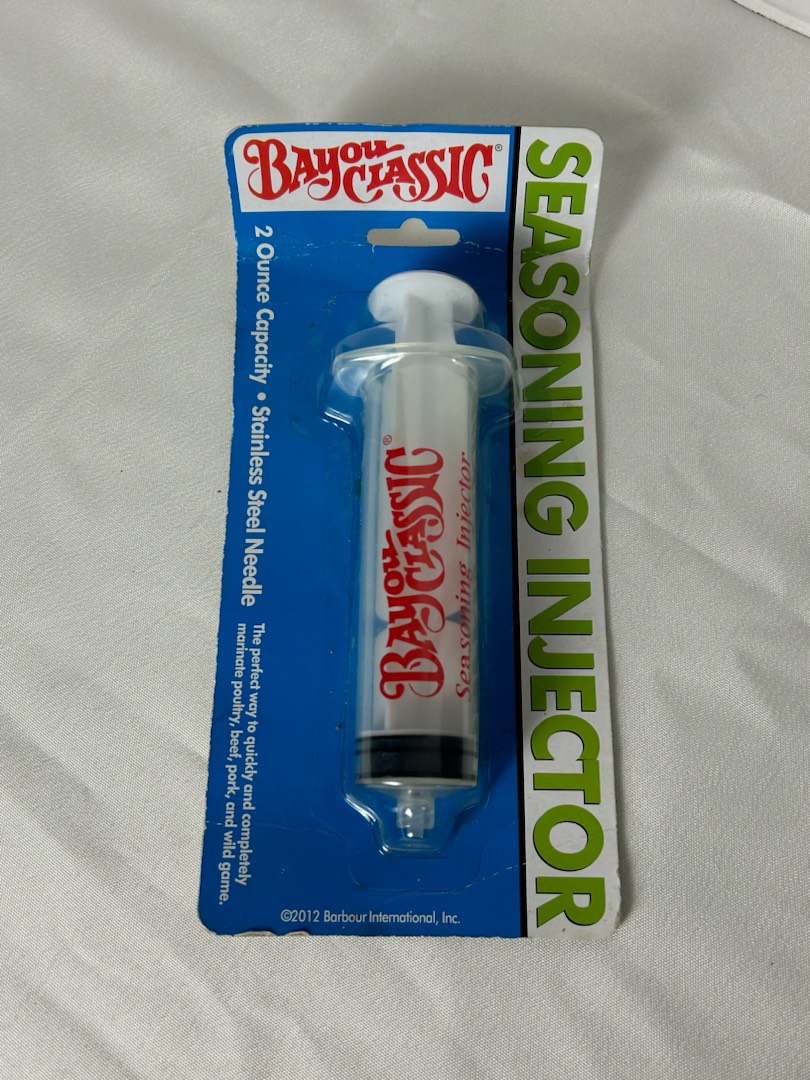 BAYOU CLASSIC®
SEASONING INJECTOR
2 Ounce Capacity • Stainless Steel Needle
The perfect way to quickly and completely
marinate poultry, beef, pork, and wild game.
BAYOU CLASSIC®
Seasoning Injector
©2012 Barbour International, Inc.